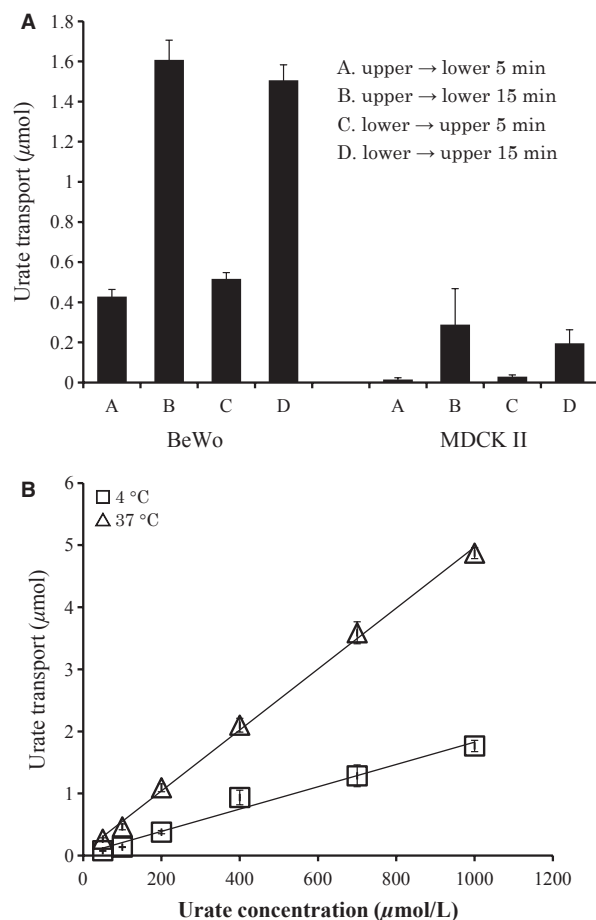 A
1.8
1.6
1.4
1.2
1
0.8
0.6
0.4
0.2
0
Urate transport (μmol)
A. upper → lower 5 min
B. upper → lower 15 min
C. lower → upper 5 min
D. lower → upper 15 min
A B C D A B C D
BeWo MDCK II
B
6
5
4
3
2
1
0
Urate transport (μmol)
4 °C
37 °C
0 200 400 600 800 1000 1200
Urate concentration (μmol/L)